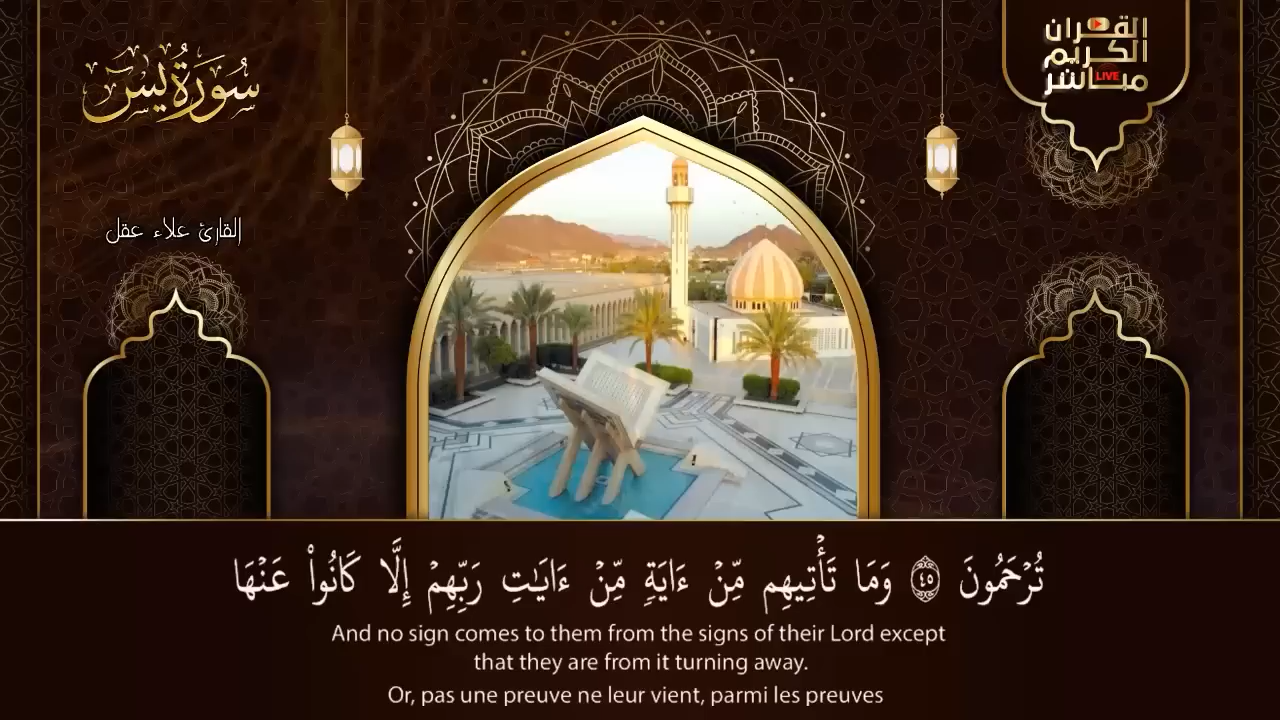 سُورَةُ يس
القرآن
الكريم
مباشر
LIVE
القارئ علاء عقل
تُرۡحَمُونَ ٤٥ وَمَا تَأۡتِيهِم مِّنۡ ءَايَةٖ مِّنۡ ءَايَٰتِ رَبِّهِمۡ إِلَّا كَانُواْ عَنۡهَا
And no sign comes to them from the signs of their Lord except
that they are from it turning away.
Or, pas une preuve ne leur vient, parmi les preuves